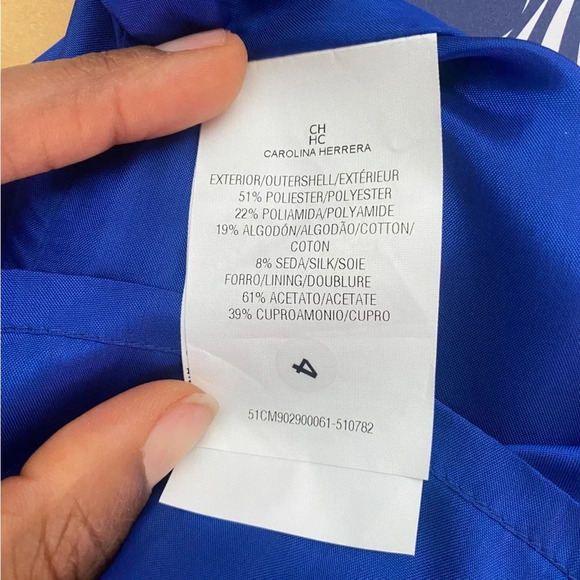 CH
HC
CAROLINA HERRERA
EXTERIOR/OUTERSHELL/EXTÉRIEUR
51% POLIESTER/POLYESTER
22% POLIAMIDA/POLYAMIDE
19% ALGODÓN/ALGODÃO/COTTON/
COTON
8% SEDA/SILK/SOIE
FORRO/LINING/DOUBLURE
61% ACETATO/ACETATE
39% CUPROAMONIO/CUPRO
4
51CM902900061-510782